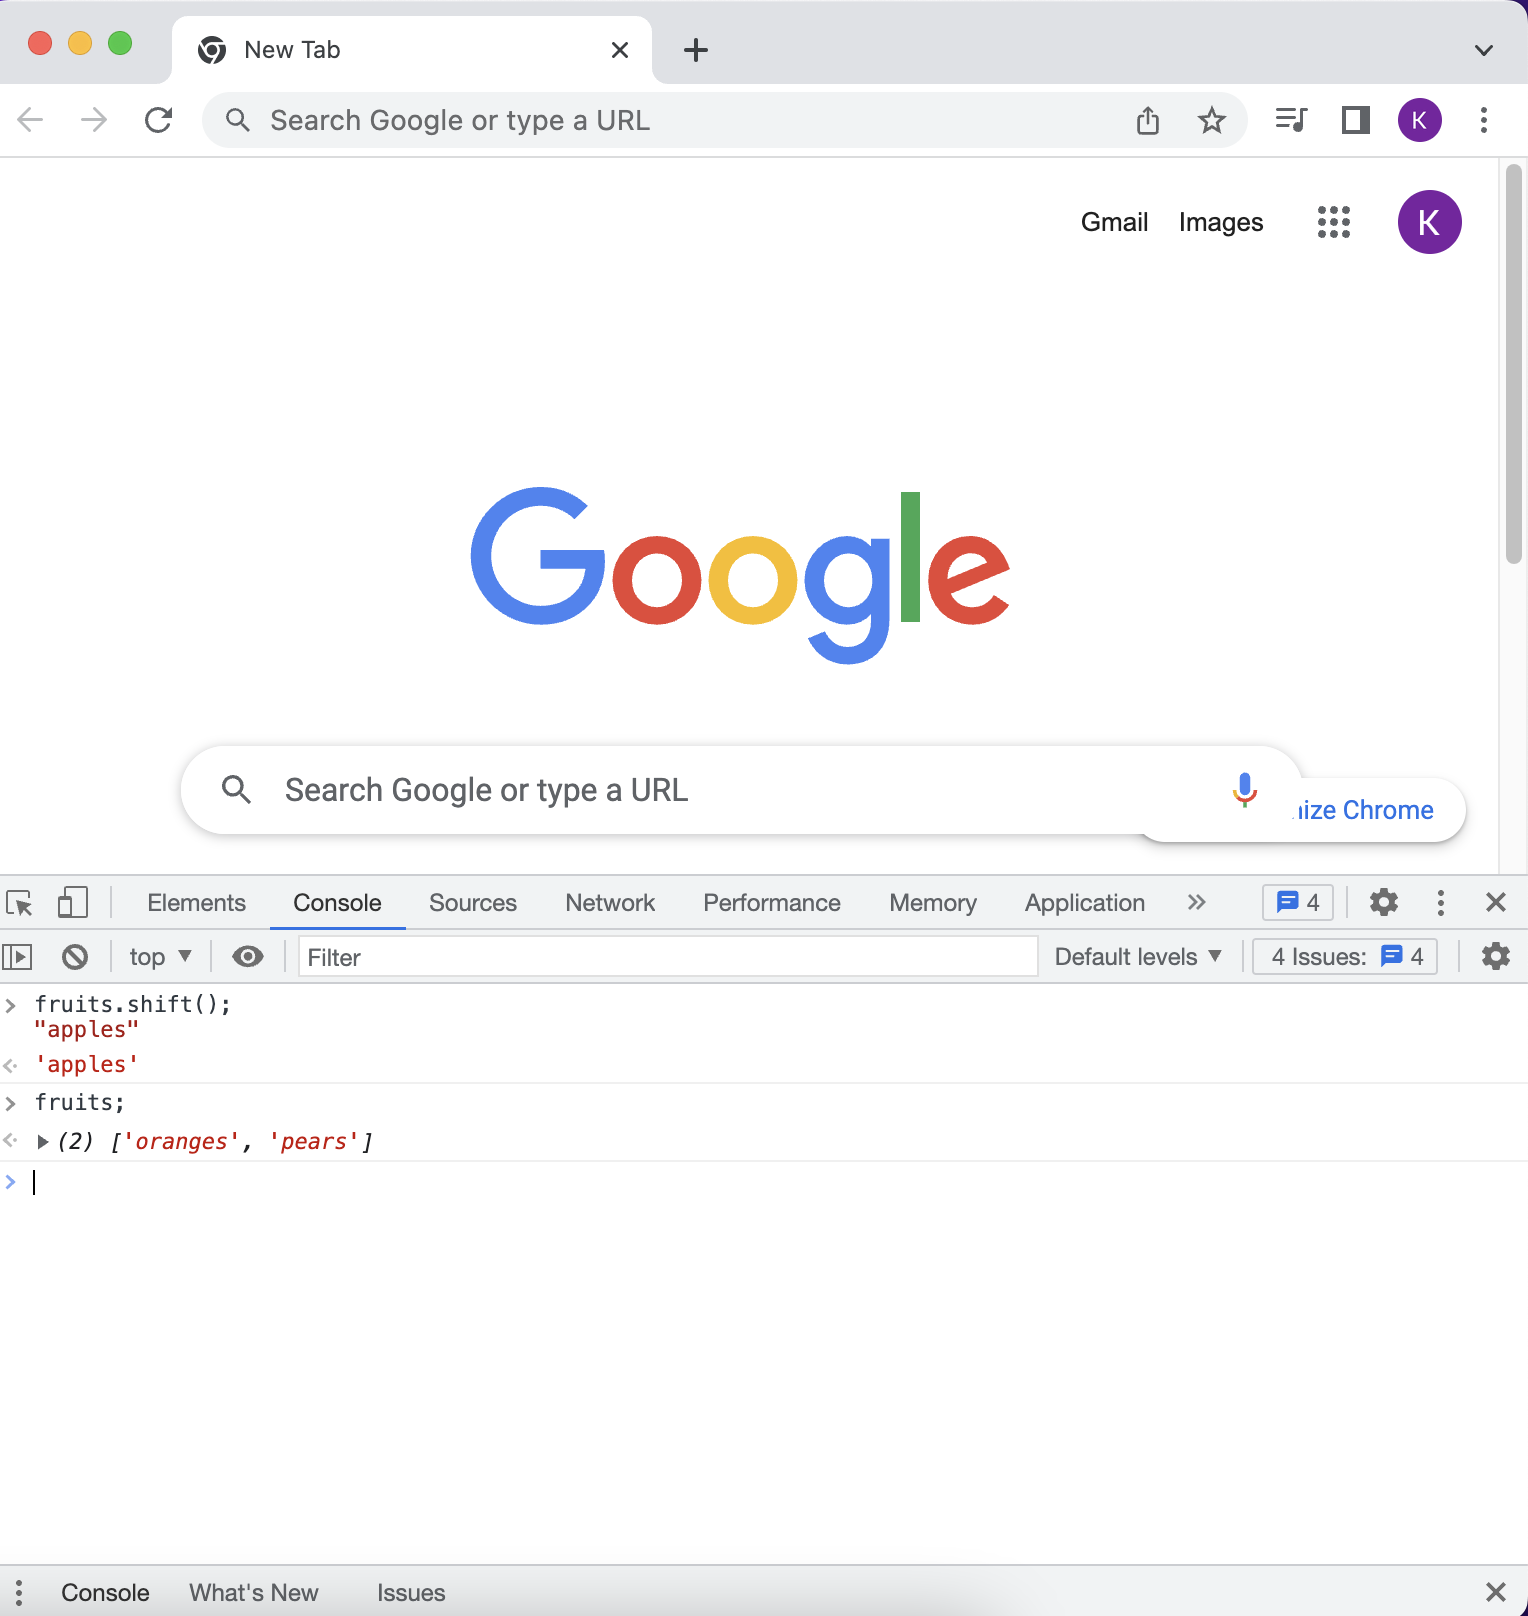 New Tab
Search Google or type a URL
K
Gmail Images
K
Google
Search Google or type a URL
ize Chrome
Elements Console Sources Network Performance Memory Application 4
top Filter Default levels 4 Issues: 4
fruits.shift();
"apples"
'apples'
fruits;
(2) ['oranges', 'pears']
Console What's New Issues